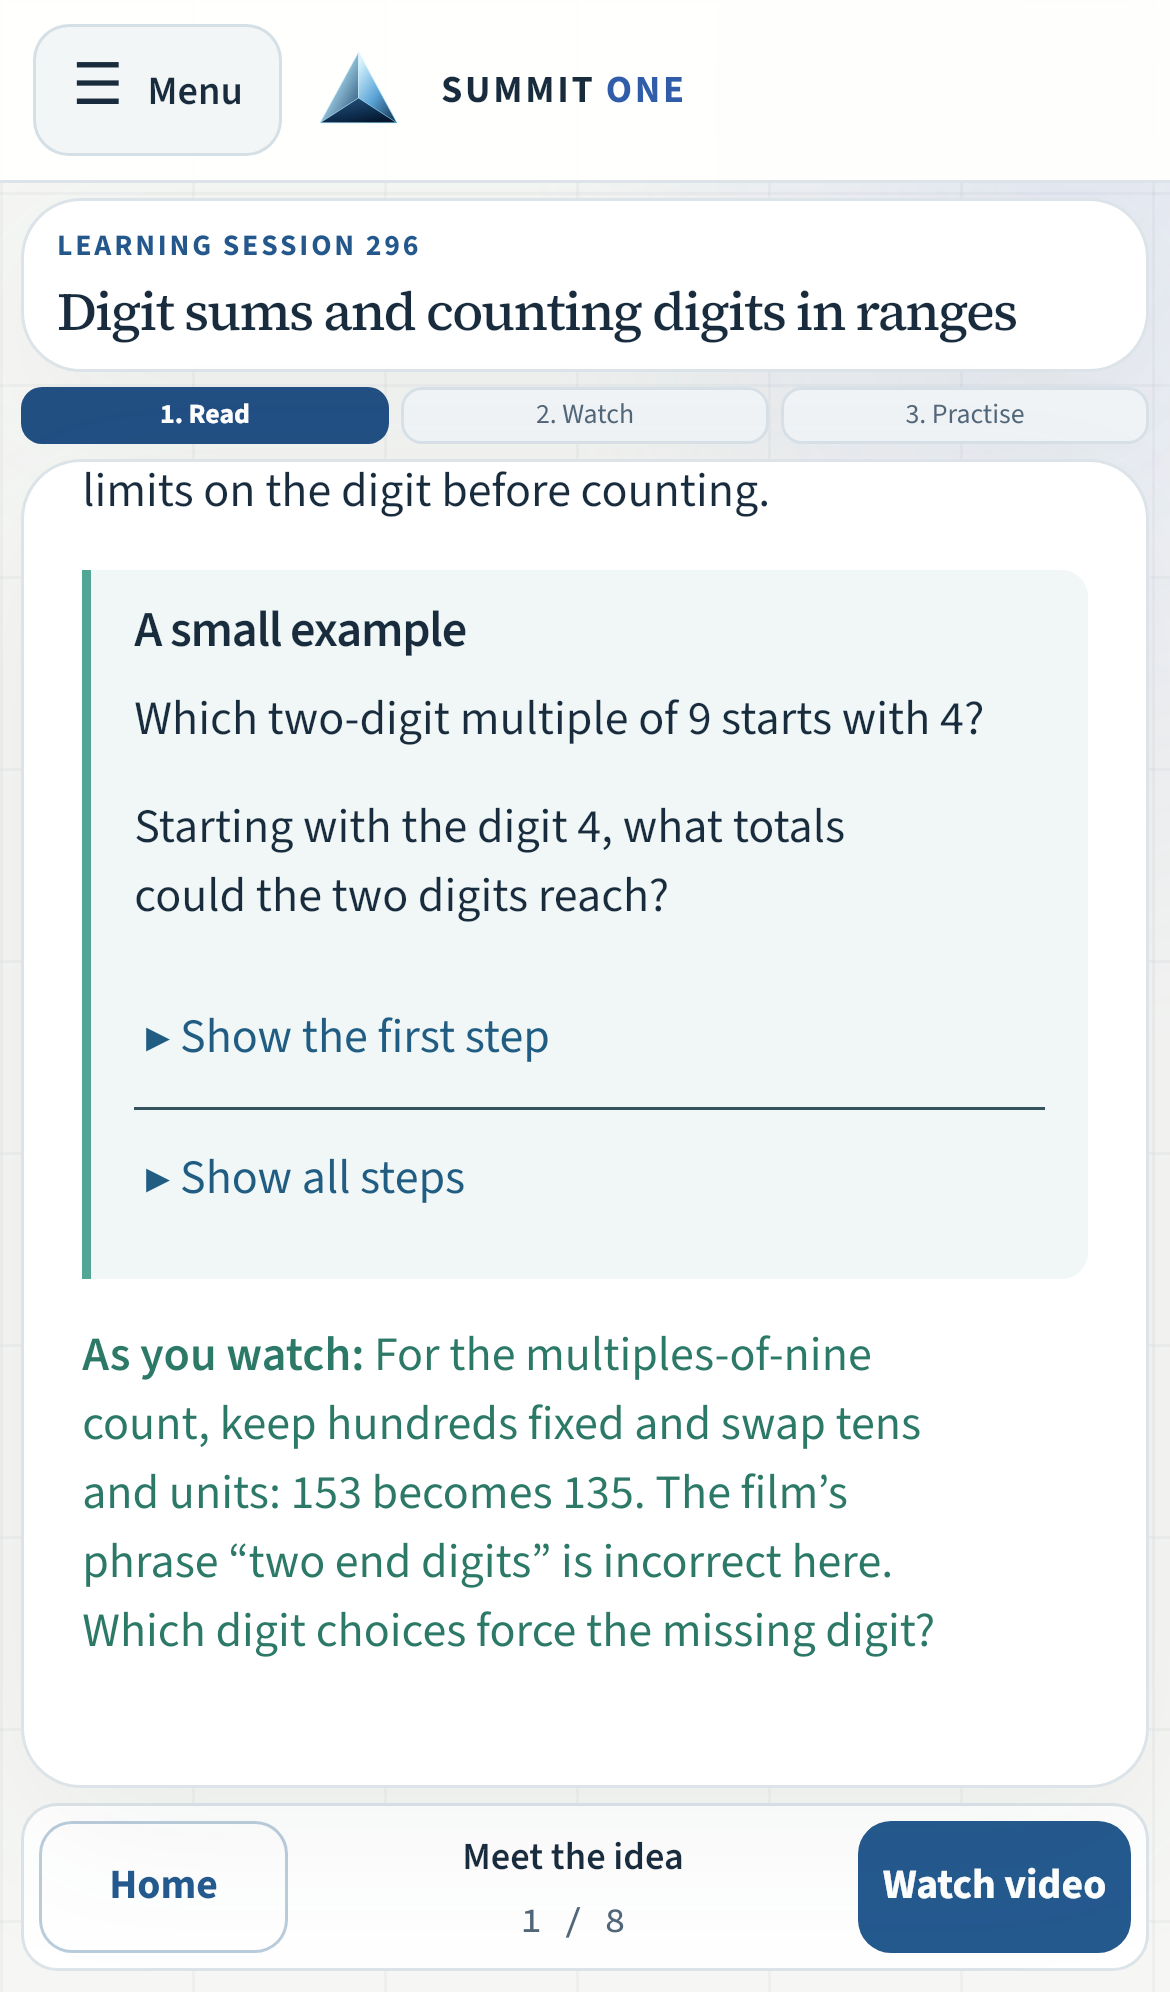 ☰ Menu
SUMMIT ONE
LEARNING SESSION 296
Digit sums and counting digits in ranges
1. Read
2. Watch
3. Practise
limits on the digit before counting.
A small example
Which two-digit multiple of 9 starts with 4?
Starting with the digit 4, what totals
could the two digits reach?
▸ Show the first step
▸ Show all steps
As you watch: For the multiples-of-nine
count, keep hundreds fixed and swap tens
and units: 153 becomes 135. The film’s
phrase “two end digits” is incorrect here.
Which digit choices force the missing digit?
Home
Meet the idea
1 / 8
Watch video